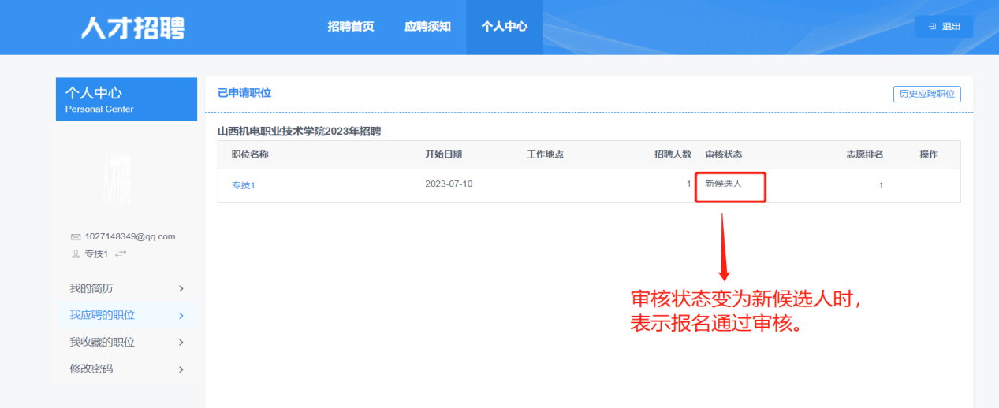 人才招聘
招聘首页 应聘须知 个人中心 退出
个人中心
Personal Center
人才招聘
1027148349@qq.com
专技1
我的简历
我应聘的职位
我收藏的职位
修改密码
已申请职位 历史应聘职位
山西机电职业技术学院2023年招聘
职位名称 开始日期 工作地点 招聘人数 审核状态 志愿排名 操作
专技1 2023-07-10 1 新候选人 1
审核状态变为新候选人时，
表示报名通过审核。